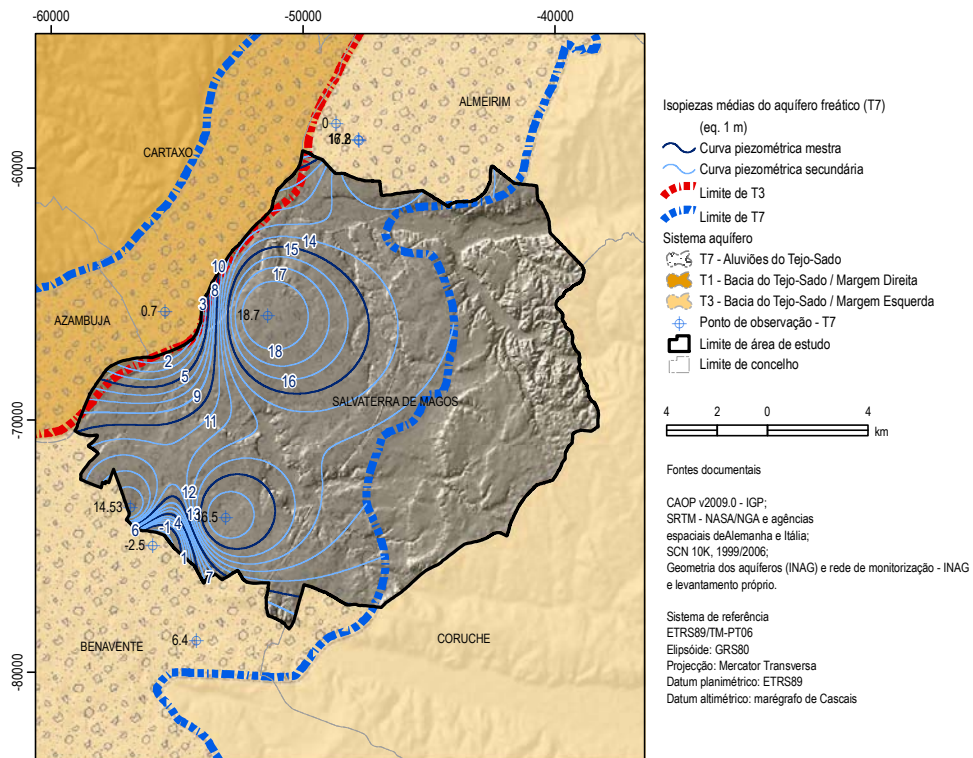 -60000
-50000
-40000
-60000
-70000
-80000
ALMEIRIM
0
16.2
CARTAXO
10
14
15
8
17
3
0.7
18.7
AZAMBUJA
2
18
5
16
9
SALVATERRA DE MAGOS
11
12
14.53
13
16.5
6
-1
4
-2.5
1
7
6.4
BENAVENTE
CORUCHE
Isopiezas médias do aquífero freático (T7)
(eq. 1 m)
Curva piezométrica mestra
Curva piezométrica secundária
Limite de T3
Limite de T7
Sistema aquífero
T7 - Aluviões do Tejo-Sado
T1 - Bacia do Tejo-Sado / Margem Direita
T3 - Bacia do Tejo-Sado / Margem Esquerda
Ponto de observação - T7
Limite de área de estudo
Limite de concelho
4 2 0 4
km
Fontes documentais
CAOP v2009.0 - IGP;
SRTM - NASA/NGA e agências
espaciais deAlemanha e Itália;
SCN 10K, 1999/2006;
Geometria dos aquíferos (INAG) e rede de monitorização - INAG
e levantamento próprio.
Sistema de referência
ETRS89/TM-PT06
Elipsóide: GRS80
Projecção: Mercator Transversa
Datum planimétrico: ETRS89
Datum altimétrico: marégrafo de Cascais